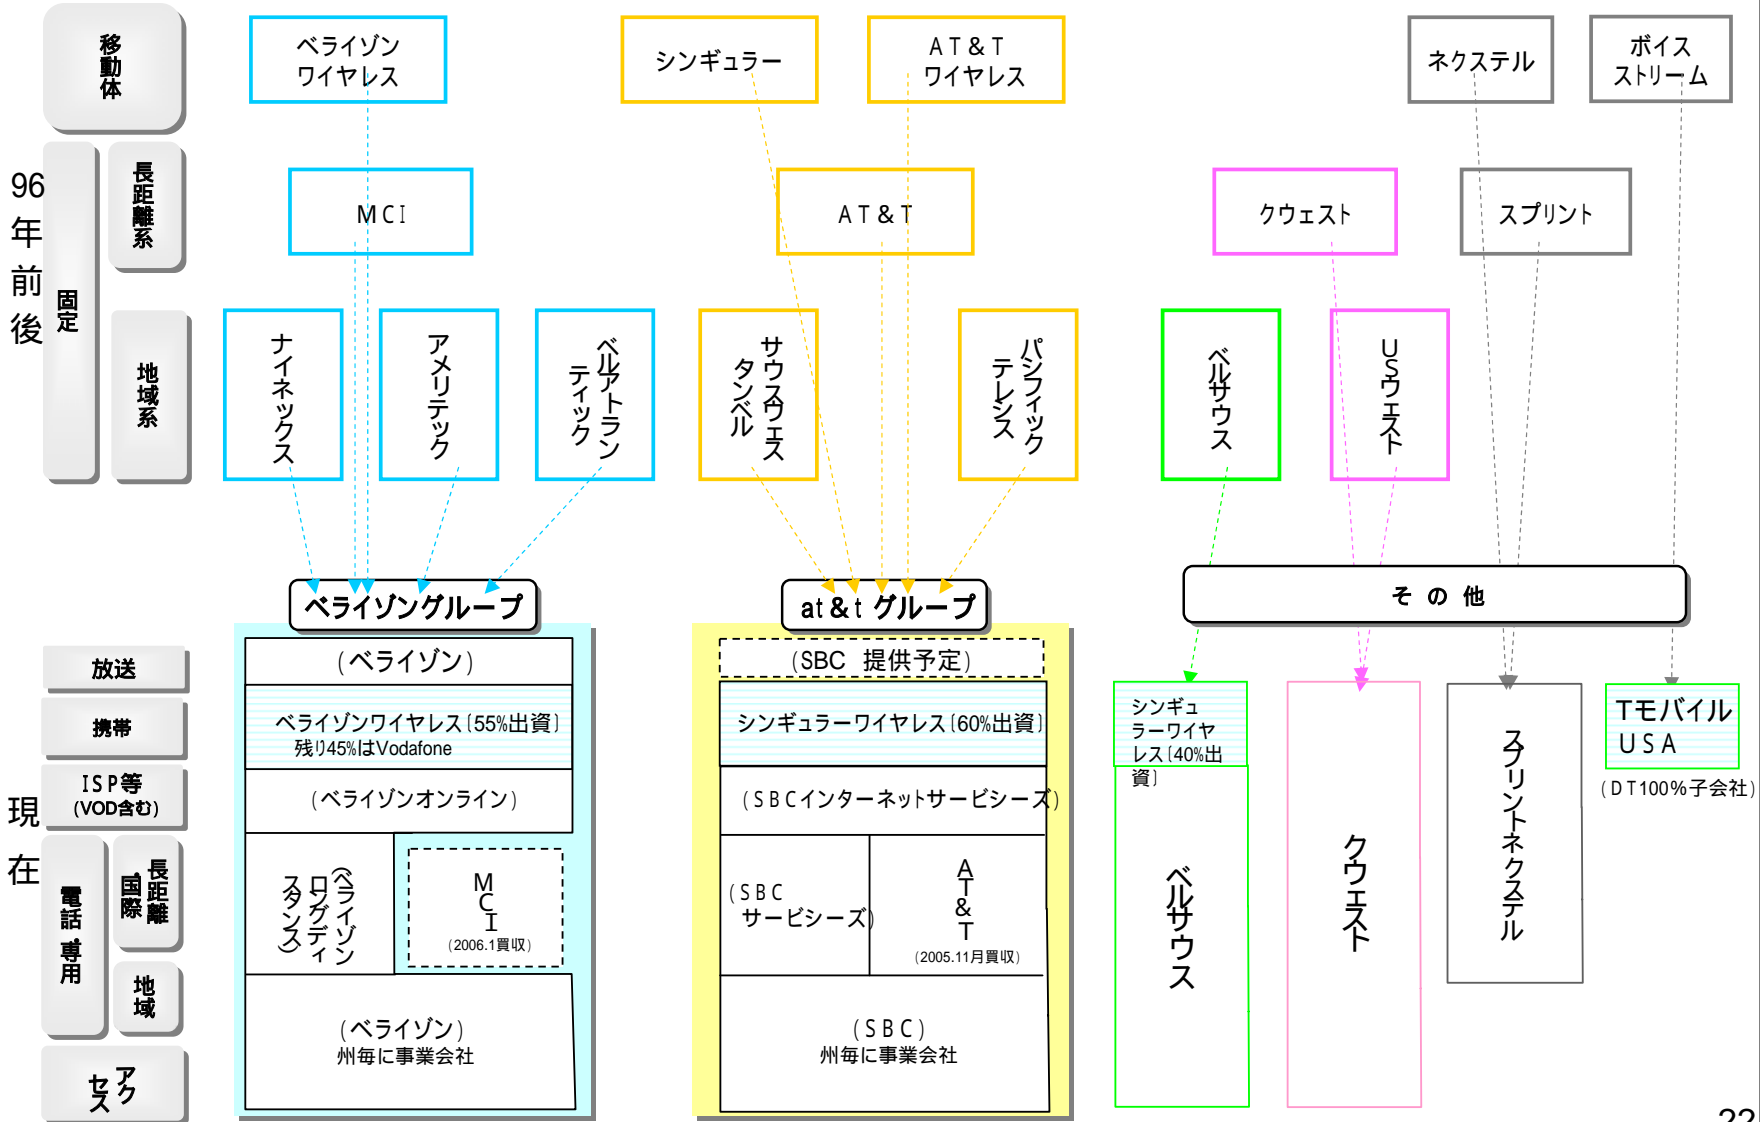 移動体
ベライゾン
ワイヤレス
シンギュラー
AT&T
ワイヤレス
ネクステル
ボイス
ストリーム
96年前後
固定
長距離系
MCI
AT&T
クウェスト
スプリント
地域系
ナイネックス
アメリテック
ベルアトラン
ティック
サウスウェス
タンベル
パシフィック
テレシス
ベルサウス
USウェスト
ベライゾングループ
at&t グループ
その他
現在
放送
(ベライゾン)
(SBC 提供予定)
携帯
ベライゾンワイヤレス(55%出資)
残り45%はVodafone
シンギュラーワイヤレス(60%出資)
シンギュ
ラーワイヤ
レス(40%出
資)
Tモバイル
USA
(DT100%子会社)
ISP等
(VOD含む)
(ベライゾンオンライン)
(SBCインターネットサービシーズ)
電話・専用
長距離
・国際
(ベライゾン
ロングディ
スタンス)
MCI
(2006.1買収)
(SBC
サービシーズ)
AT&T
(2005.11月買収)
ベルサウス
クウェスト
スプリントネクステル
地域
(ベライゾン)
州毎に事業会社
(SBC)
州毎に事業会社
アク
セス
22